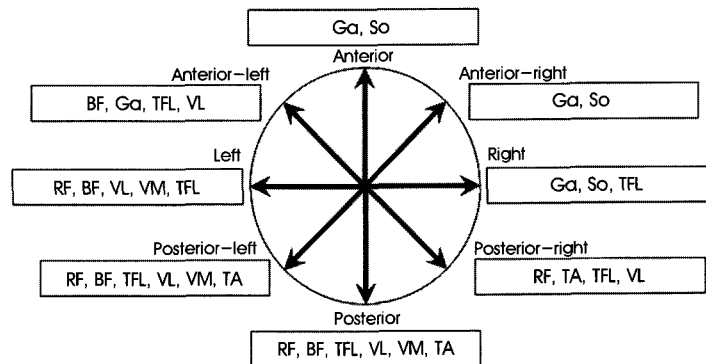 Ga, So
Anterior
Anterior-left
Anterior-right
BF, Ga, TFL, VL
Ga, So
Left
Right
RF, BF, VL, VM, TFL
Ga, So, TFL
Posterior-left
Posterior-right
RF, BF, TFL, VL, VM, TA
RF, TA, TFL, VL
Posterior
RF, BF, TFL, VL, VM, TA